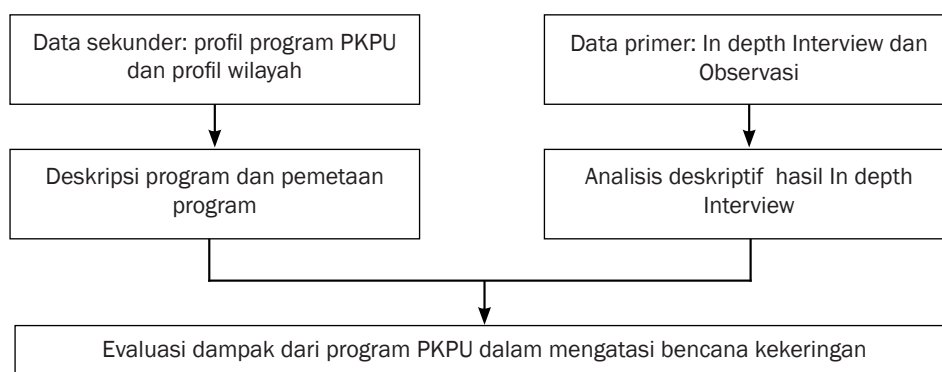 Data sekunder: profil program PKPU
dan profil wilayah
Data primer: In depth Interview dan
Observasi
Deskripsi program dan pemetaan
program
Analisis deskriptif hasil In depth
Interview
Evaluasi dampak dari program PKPU dalam mengatasi bencana kekeringan